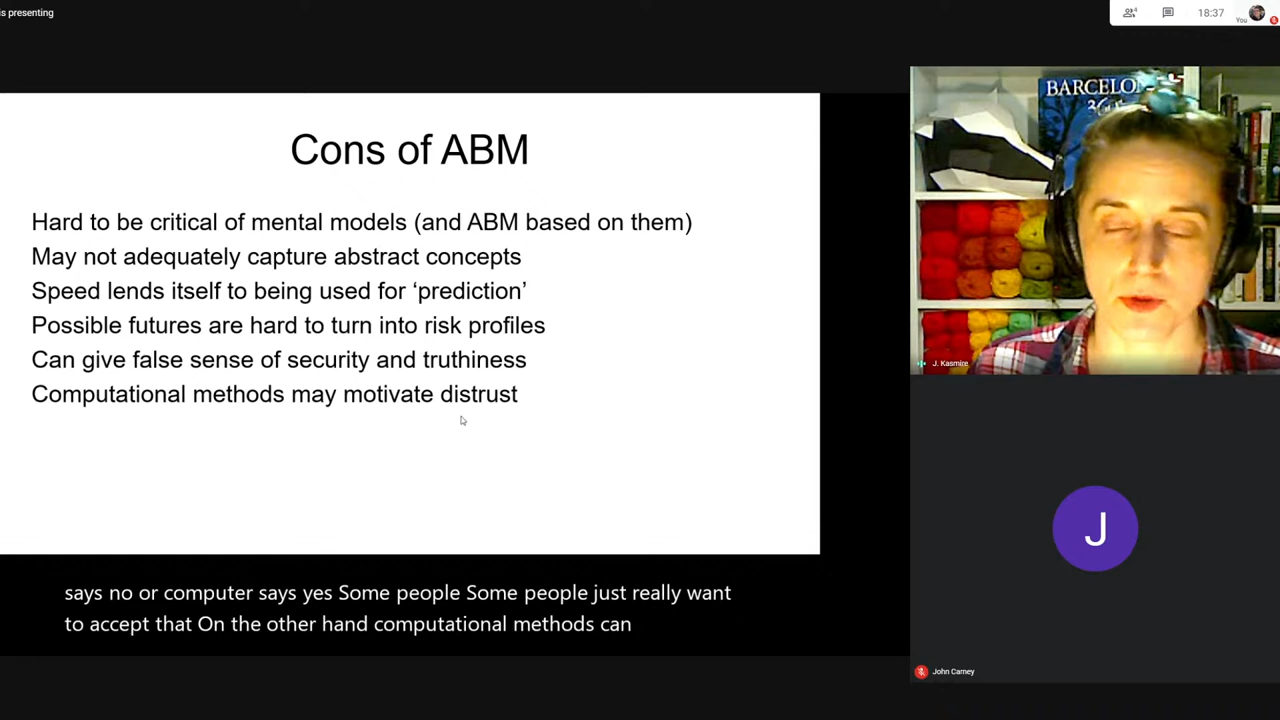 is presenting
4
18:37
You
Cons of ABM
Hard to be critical of mental models (and ABM based on them)
May not adequately capture abstract concepts
Speed lends itself to being used for ‘prediction’
Possible futures are hard to turn into risk profiles
Can give false sense of security and truthiness
Computational methods may motivate distrust
says no or computer says yes Some people Some people just really want
to accept that On the other hand computational methods can
BARCELO
J. Kasmire
J
John Carney